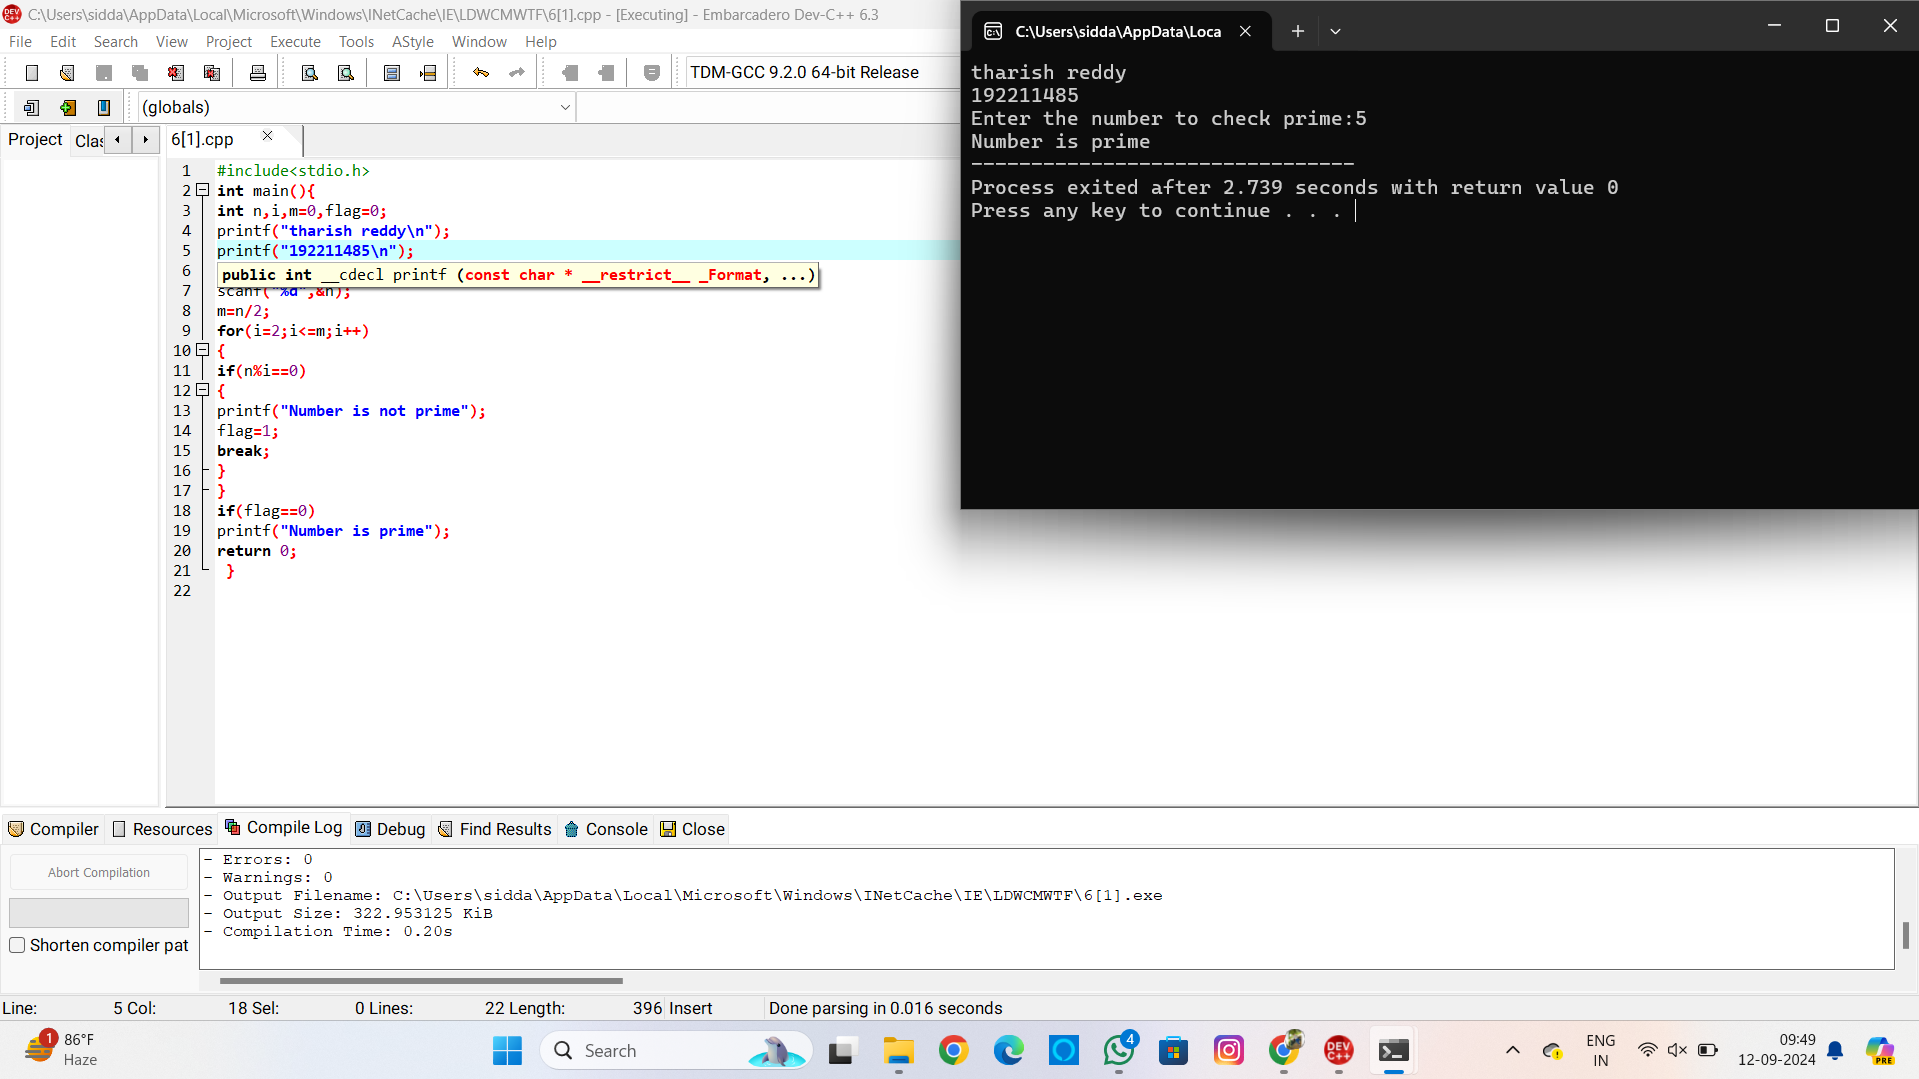 C:\Users\sidda\AppData\Local\Microsoft\Windows\INetCache\IE\LDWCMWTF\6[1].cpp - [Executing] - Embarcadero Dev-C++ 6.3
File Edit Search View Project Execute Tools AStyle Window Help
TDM-GCC 9.2.0 64-bit Release
(globals)
Project Clas 6[1].cpp
1 #include<stdio.h>
2 int main(){
3 int n,i,m=0,flag=0;
4 printf("tharish reddy\n");
5 printf("192211485\n");
6 public int __cdecl printf (const char * __restrict__ _Format, ...)
7 scanf("%d",&n);
8 m=n/2;
9 for(i=2;i<=m;i++)
10 {
11 if(n%i==0)
12 {
13 printf("Number is not prime");
14 flag=1;
15 break;
16 }
17 }
18 if(flag==0)
19 printf("Number is prime");
20 return 0;
21 }
22
C:\Users\sidda\AppData\Loca
tharish reddy
192211485
Enter the number to check prime:5
Number is prime
--------------------------------
Process exited after 2.739 seconds with return value 0
Press any key to continue . . .
Compiler Resources Compile Log Debug Find Results Console Close
Abort Compilation
Shorten compiler pat
- Errors: 0
- Warnings: 0
- Output Filename: C:\Users\sidda\AppData\Local\Microsoft\Windows\INetCache\IE\LDWCMWTF\6[1].exe
- Output Size: 322.953125 KiB
- Compilation Time: 0.20s
Line: 5 Col: 18 Sel: 0 Lines: 22 Length: 396 Insert Done parsing in 0.016 seconds
1
86°F
Haze
Search
4
DEV C++
ENG
IN
09:49
12-09-2024
PRE